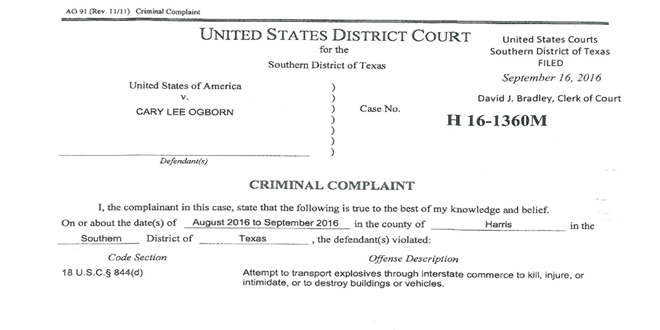 AO 91 (Rev. 11/11) Criminal Complaint
UNITED STATES DISTRICT COURT
for the
Southern District of Texas
United States Courts
Southern District of Texas
FILED
September 16, 2016
David J. Bradley, Clerk of Court
United States of America
v.
CARY LEE OGBORN
Defendant(s)
)
)
)
)
)
)
)
Case No.
H 16-1360M
CRIMINAL COMPLAINT
I, the complainant in this case, state that the following is true to the best of my knowledge and belief.
On or about the date(s) of August 2016 to September 2016 in the county of Harris in the
Southern District of Texas , the defendant(s) violated:
Code Section Offense Description
18 U.S.C.§ 844(d) Attempt to transport explosives through interstate commerce to kill, injure, or
intimidate, or to destroy buildings or vehicles.